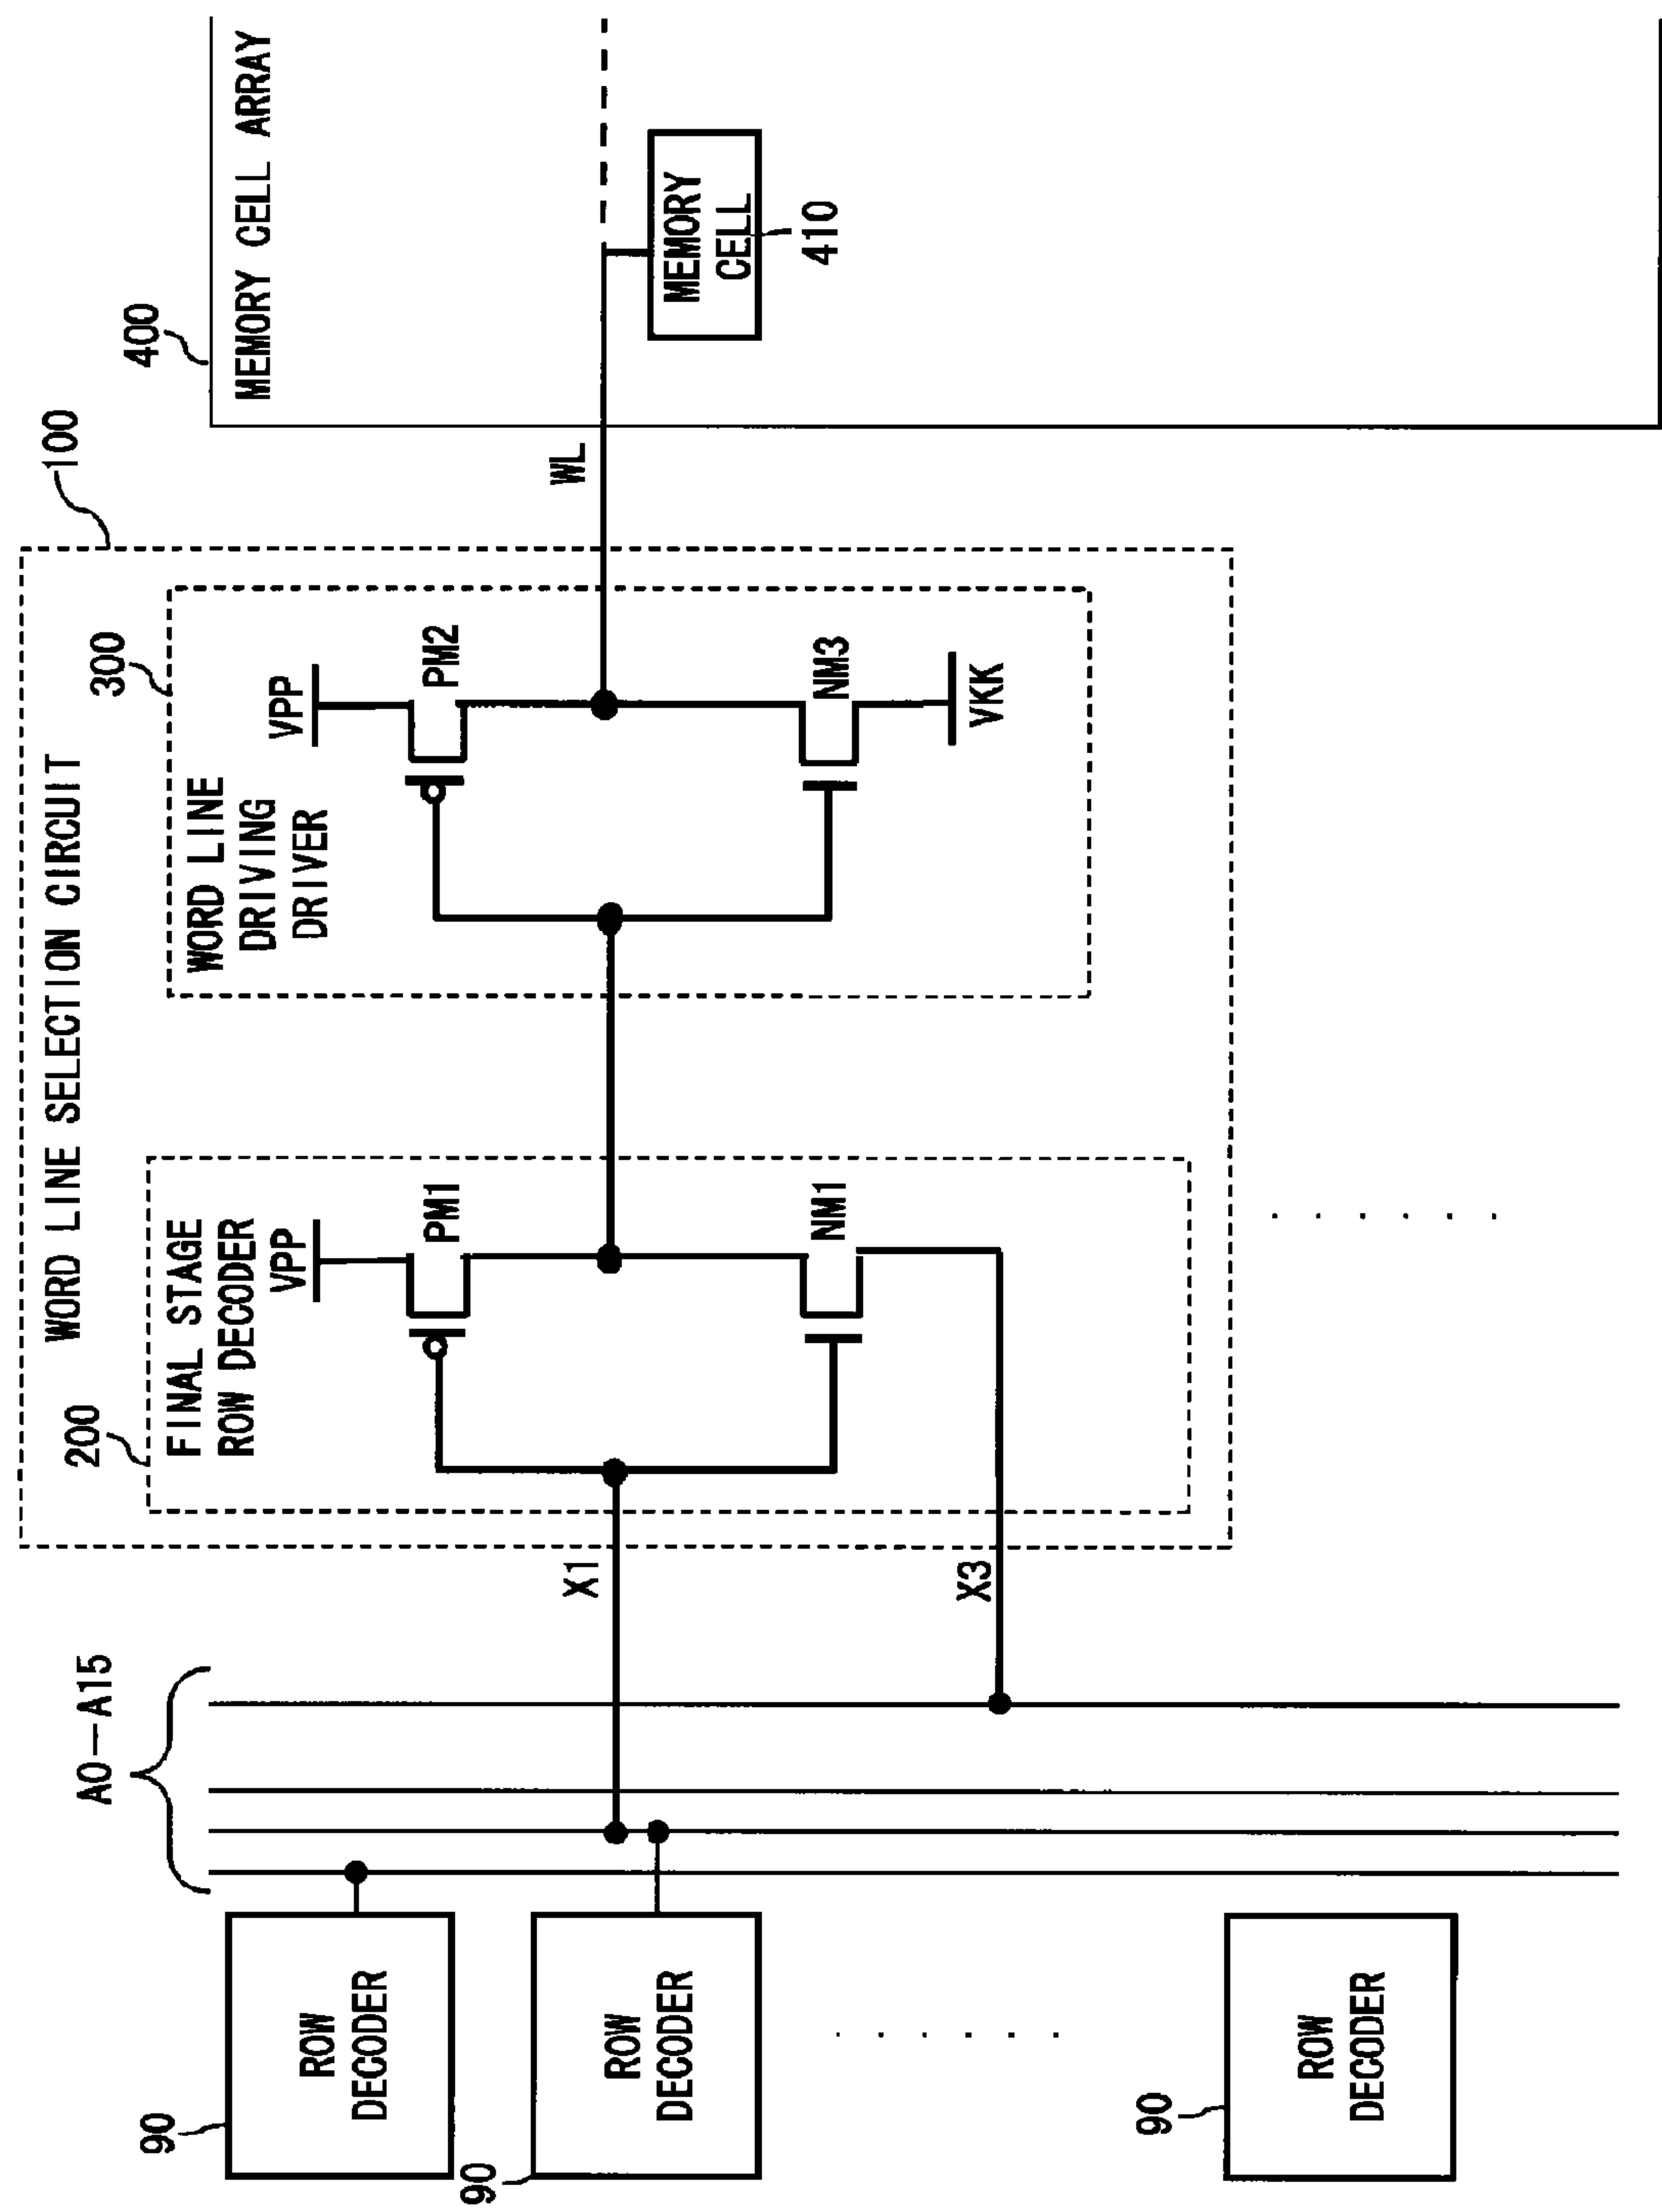 WORD LINE SELECTION CIRCUIT
100
400
MEMORY CELL ARRAY
200
FINAL STAGE
ROW DECODER
VPP
PM1
NM1
300
WORD LINE
DRIVING
DRIVER
VPP
PM2
NM3
VKK
WL
MEMORY
CELL
410
A0–A15
X1
X3
90
ROW
DECODER
90
ROW
DECODER
90
ROW
DECODER